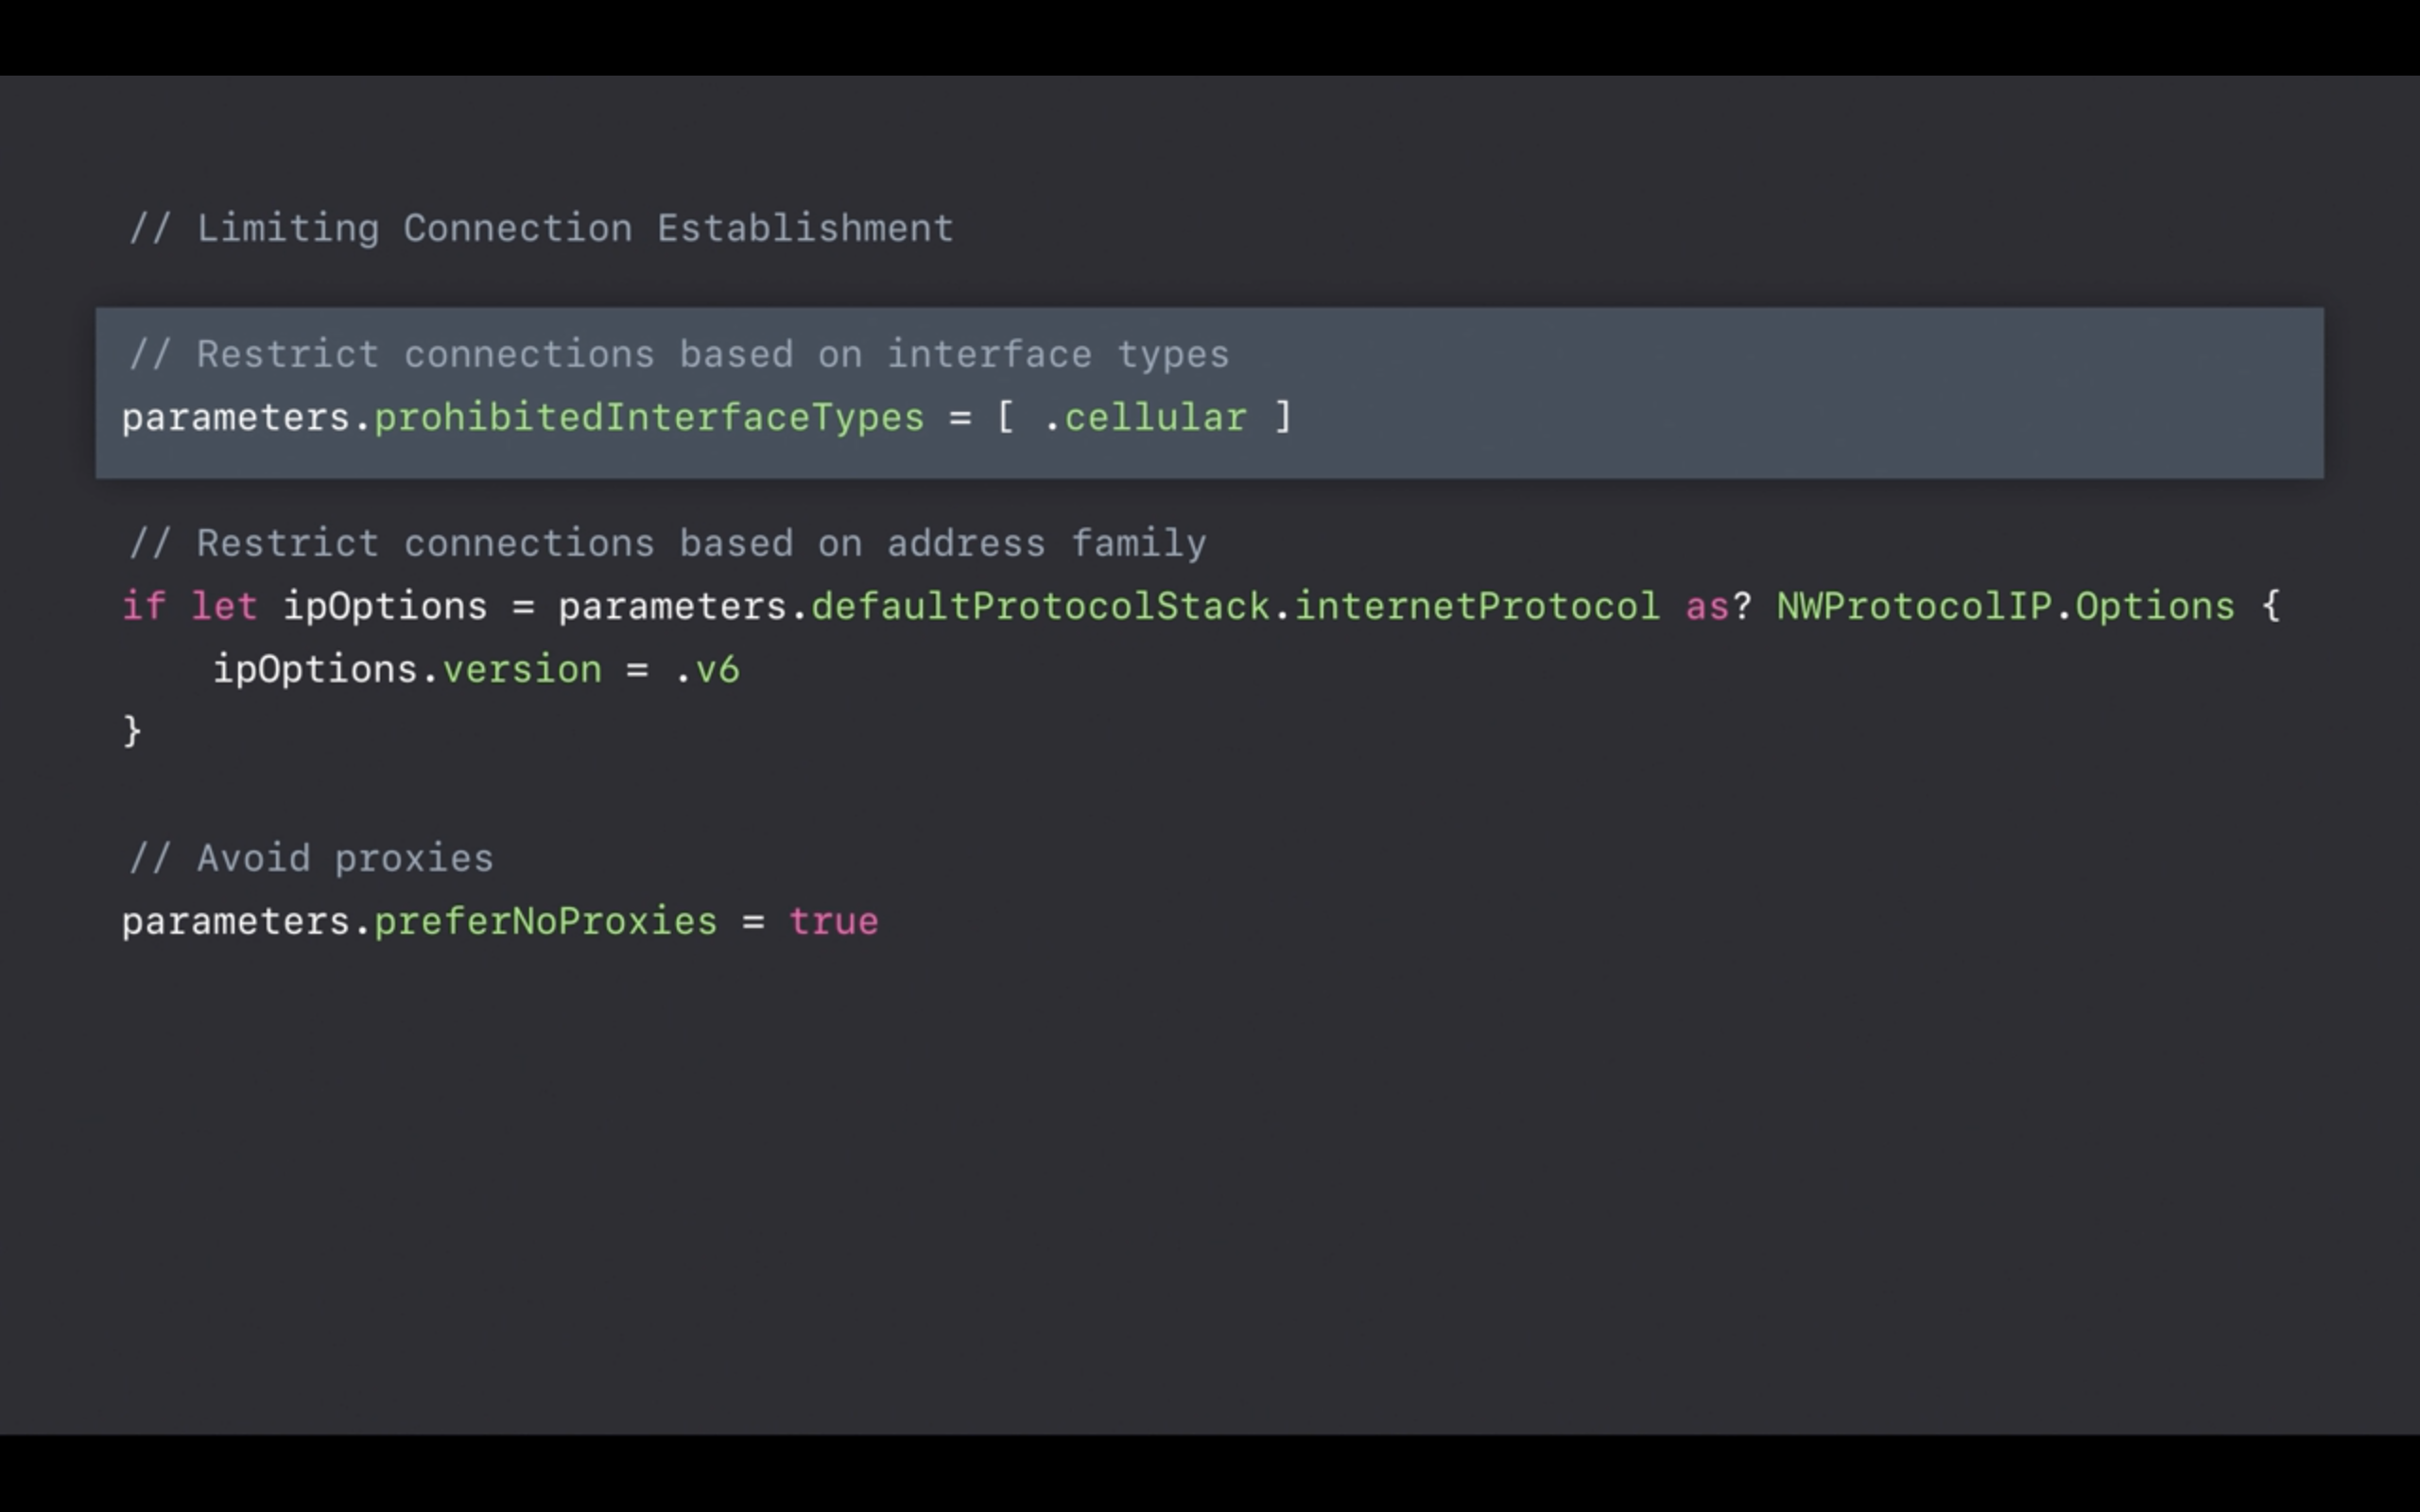 // Limiting Connection Establishment
// Restrict connections based on interface types
parameters.prohibitedInterfaceTypes = [ .cellular ]
// Restrict connections based on address family
if let ipOptions = parameters.defaultProtocolStack.internetProtocol as? NWProtocolIP.Options {
    ipOptions.version = .v6
}
// Avoid proxies
parameters.preferNoProxies = true